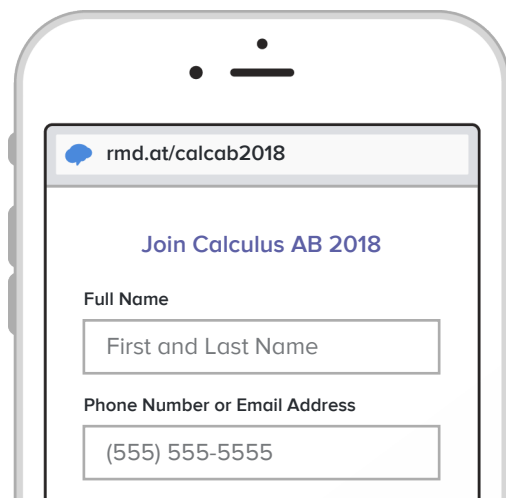 rmd.at/calcab2018
Join Calculus AB 2018
Full Name
First and Last Name
Phone Number or Email Address
(555) 555-5555